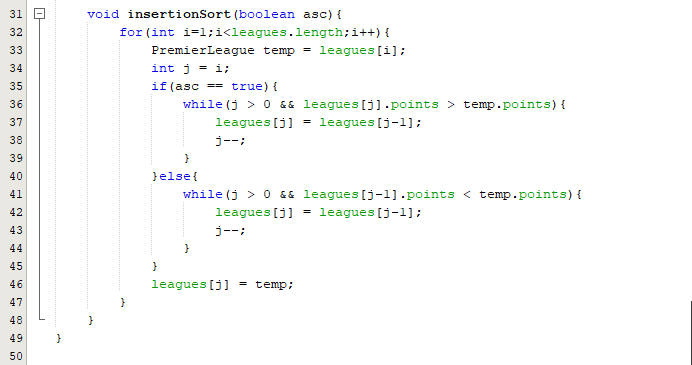 31 void insertionSort(boolean asc){
32 for(int i=1;i<leagues.length;i++){
33 PremierLeague temp = leagues[i];
34 int j = i;
35 if(asc == true){
36 while(j > 0 && leagues[j].points > temp.points){
37 leagues[j] = leagues[j-1];
38 j--;
39 }
40 }else{
41 while(j > 0 && leagues[j-1].points < temp.points){
42 leagues[j] = leagues[j-1];
43 j--;
44 }
45 }
46 leagues[j] = temp;
47 }
48 }
49 }
50